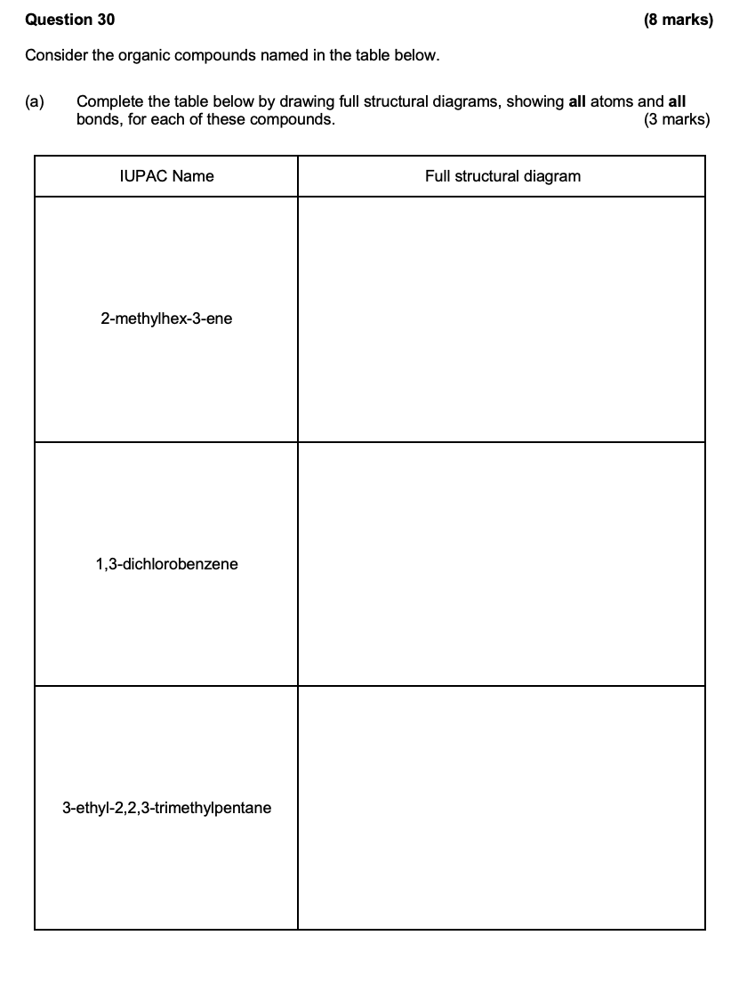 Question 30 (8 marks)
Consider the organic compounds named in the table below.
(a) Complete the table below by drawing full structural diagrams, showing all atoms and all
bonds, for each of these compounds. (3 marks)
IUPAC Name Full structural diagram
2-methylhex-3-ene
1,3-dichlorobenzene
3-ethyl-2,2,3-trimethylpentane